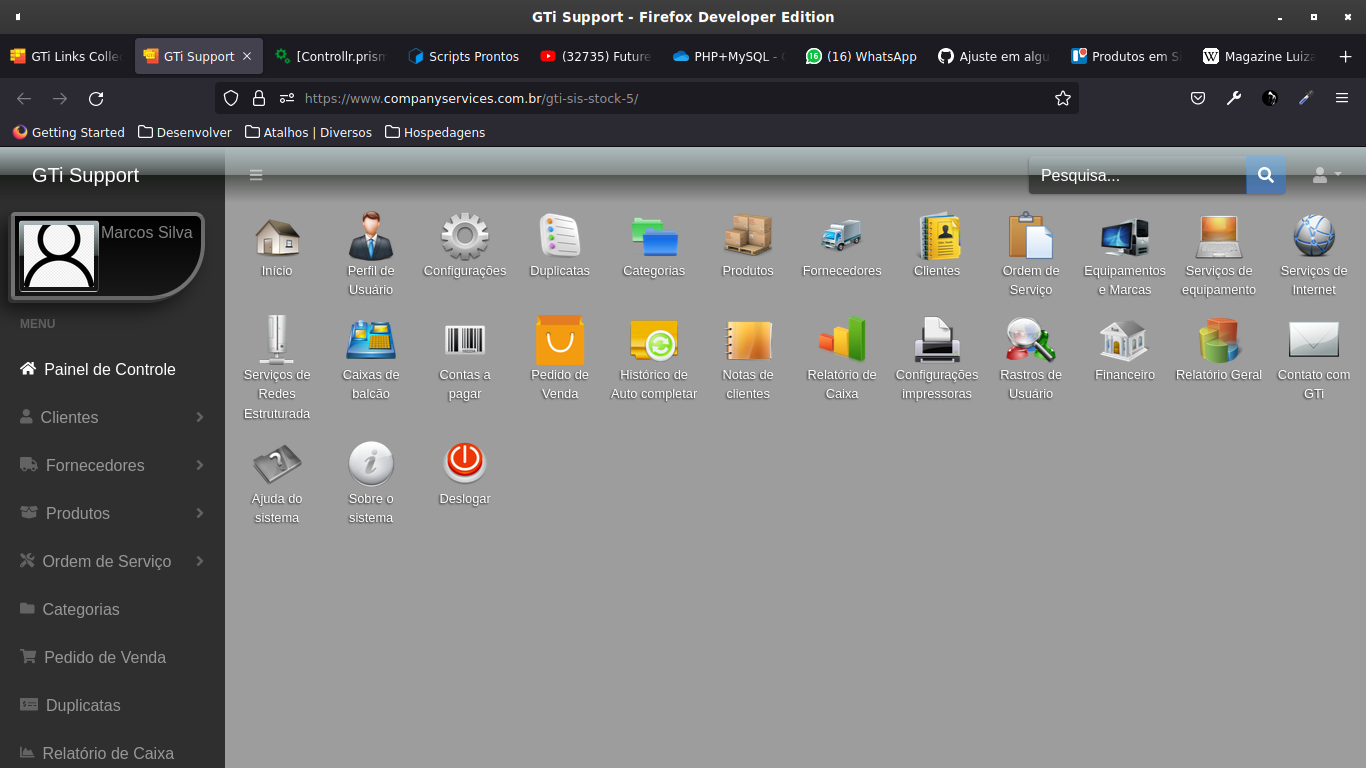 GTi Support - Firefox Developer Edition
GTi Links Colle
GTi Support
[Controllr.prism
Scripts Prontos
(32735) Future
PHP+MySQL -
(16) WhatsApp
Ajuste em algu
Produtos em Si
Magazine Luiza
https://www.companyservices.com.br/gti-sis-stock-5/
Getting Started
Desenvolver
Atalhos | Diversos
Hospedagens
GTi Support
Pesquisa...
Marcos Silva
MENU
Painel de Controle
Clientes
Fornecedores
Produtos
Ordem de Serviço
Categorias
Pedido de Venda
Duplicatas
Relatório de Caixa
Início
Perfil de
Usuário
Configurações
Duplicatas
Categorias
Produtos
Fornecedores
Clientes
Ordem de
Serviço
Equipamentos
e Marcas
Serviços de
equipamento
Serviços de
Internet
Serviços de
Redes
Estruturada
Caixas de
balcão
Contas a
pagar
Pedido de
Venda
Histórico de
Auto completar
Notas de
clientes
Relatório de
Caixa
Configurações
impressoras
Rastros de
Usuário
Financeiro
Relatório Geral
Contato com
GTi
Ajuda do
sistema
Sobre o
sistema
Deslogar